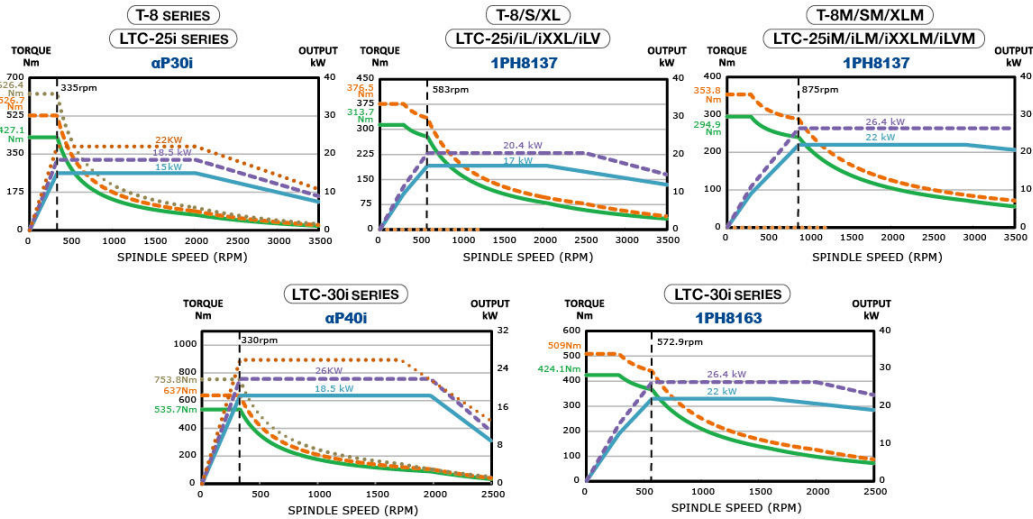 T-8 SERIES
LTC-25i SERIES
TORQUE
Nm
αP30i
OUTPUT
kW
700
525
350
175
0
626.4
Nm
526.7
Nm
427.1
Nm
335rpm
22KW
18.5 kW
15kW
40
30
20
10
0
0 500 1000 1500 2000 2500 3000 3500
SPINDLE SPEED (RPM)
T-8/S/XL
LTC-25i/iL/iXXL/iLV
TORQUE
Nm
1PH8137
OUTPUT
kW
450
376.5
Nm
375
313.7
Nm
300
225
150
75
0
583rpm
20.4 kW
17 kW
40
30
20
10
0
0 500 1000 1500 2000 2500 3000 3500
SPINDLE SPEED (RPM)
T-8M/SM/XLM
LTC-25iM/iLM/iXXLM/iLVM
TORQUE
Nm
1PH8137
OUTPUT
kW
400
353.8
Nm
300
294.9
Nm
200
100
0
875rpm
26.4 kW
22 kW
40
30
20
10
0
0 500 1000 1500 2000 2500 3000 3500
SPINDLE SPEED (RPM)
LTC-30i SERIES
TORQUE
Nm
αP40i
OUTPUT
kW
1000
800
753.8Nm
637Nm
600
535.7Nm
400
200
0
330rpm
26KW
18.5 kW
32
24
16
8
0
0 500 1000 1500 2000 2500
SPINDLE SPEED (RPM)
LTC-30i SERIES
TORQUE
Nm
1PH8163
OUTPUT
kW
600
509Nm
500
424.1Nm
400
300
200
100
0
572.9rpm
26.4 kW
22 kW
40
30
20
10
0
0 500 1000 1500 2000 2500
SPINDLE SPEED (RPM)